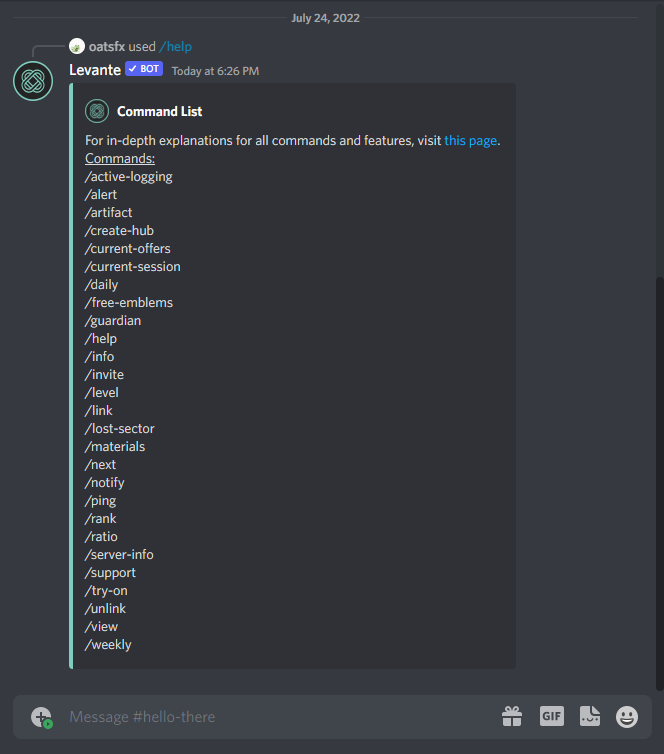 July 24, 2022
oatsfx used /help
Levante ✓ BOT Today at 6:26 PM
Command List
For in-depth explanations for all commands and features, visit this page.
Commands:
/active-logging
/alert
/artifact
/create-hub
/current-offers
/current-session
/daily
/free-emblems
/guardian
/help
/info
/invite
/level
/link
/lost-sector
/materials
/next
/notify
/ping
/rank
/ratio
/server-info
/support
/try-on
/unlink
/view
/weekly
Message #hello-there GIF